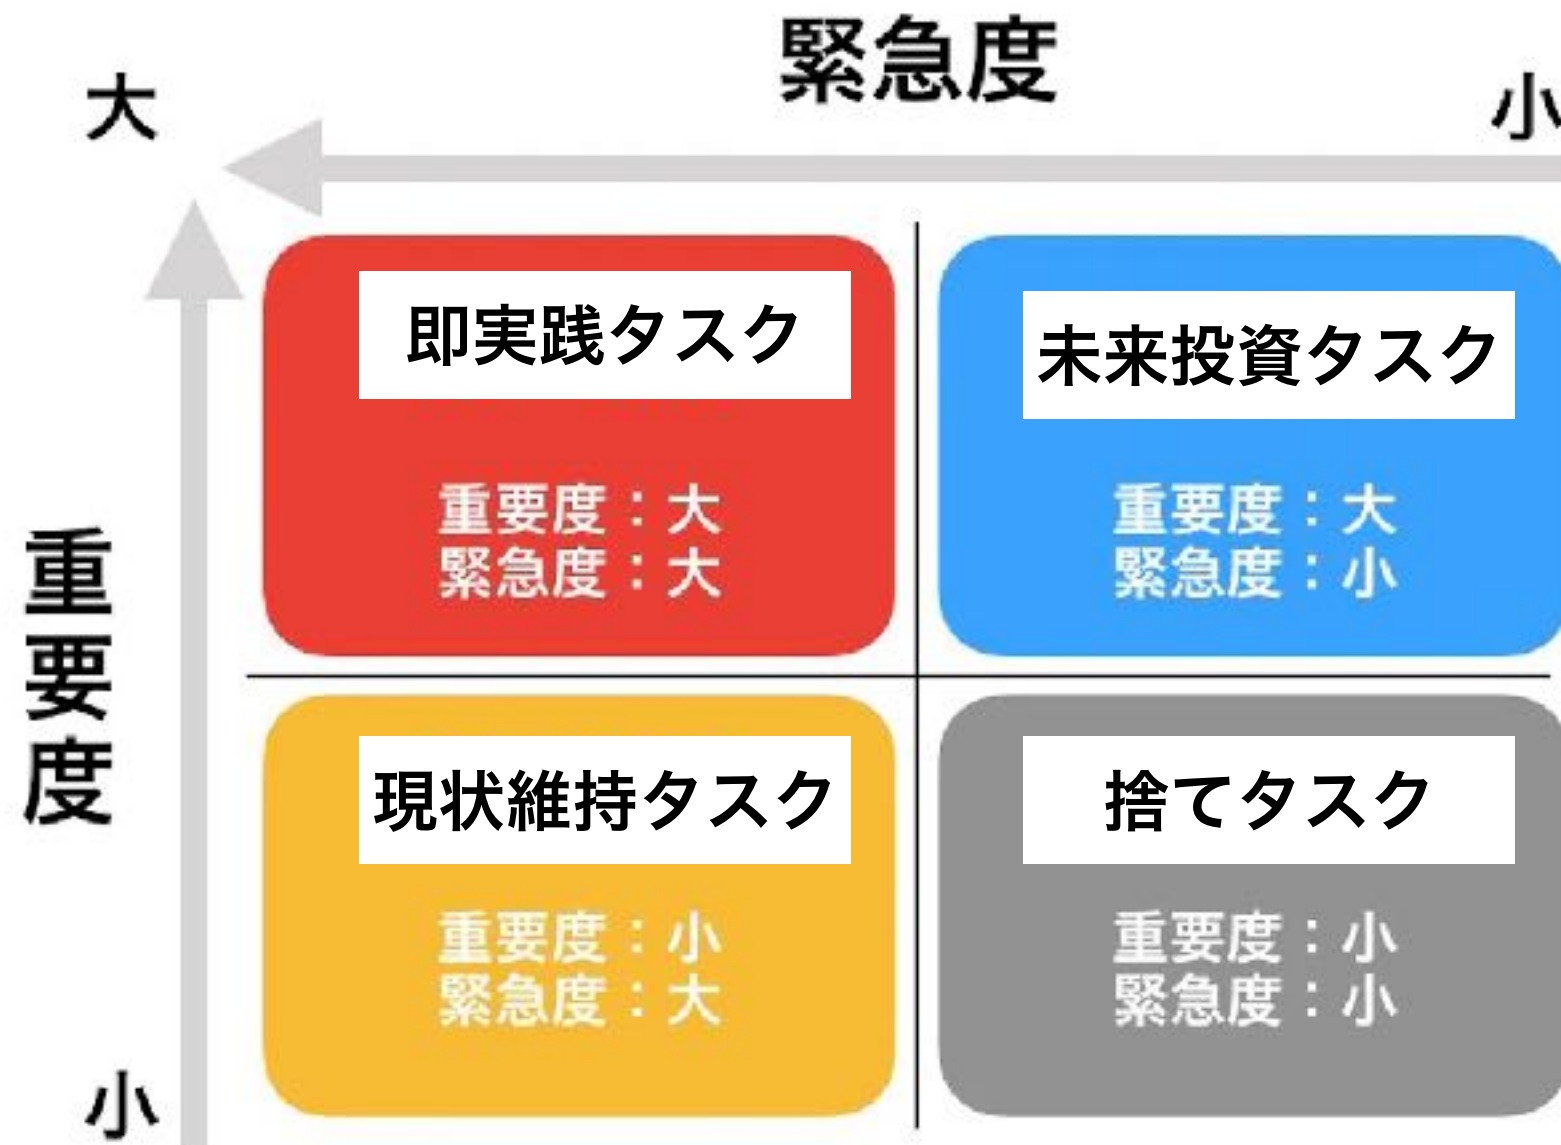 緊急度
大
小
即実践タスク
重要度：大
緊急度：大
未来投資タスク
重要度：大
緊急度：小
重要度
現状維持タスク
重要度：小
緊急度：大
捨てタスク
重要度：小
緊急度：小
小